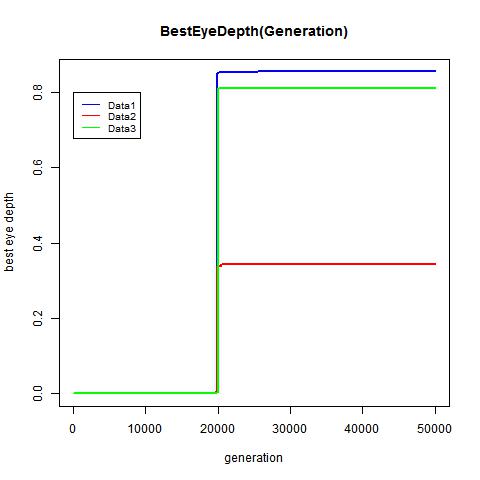 BestEyeDepth(Generation)
Data1
Data2
Data3
best eye depth
0.8
0.6
0.4
0.2
0.0
0 10000 20000 30000 40000 50000
generation